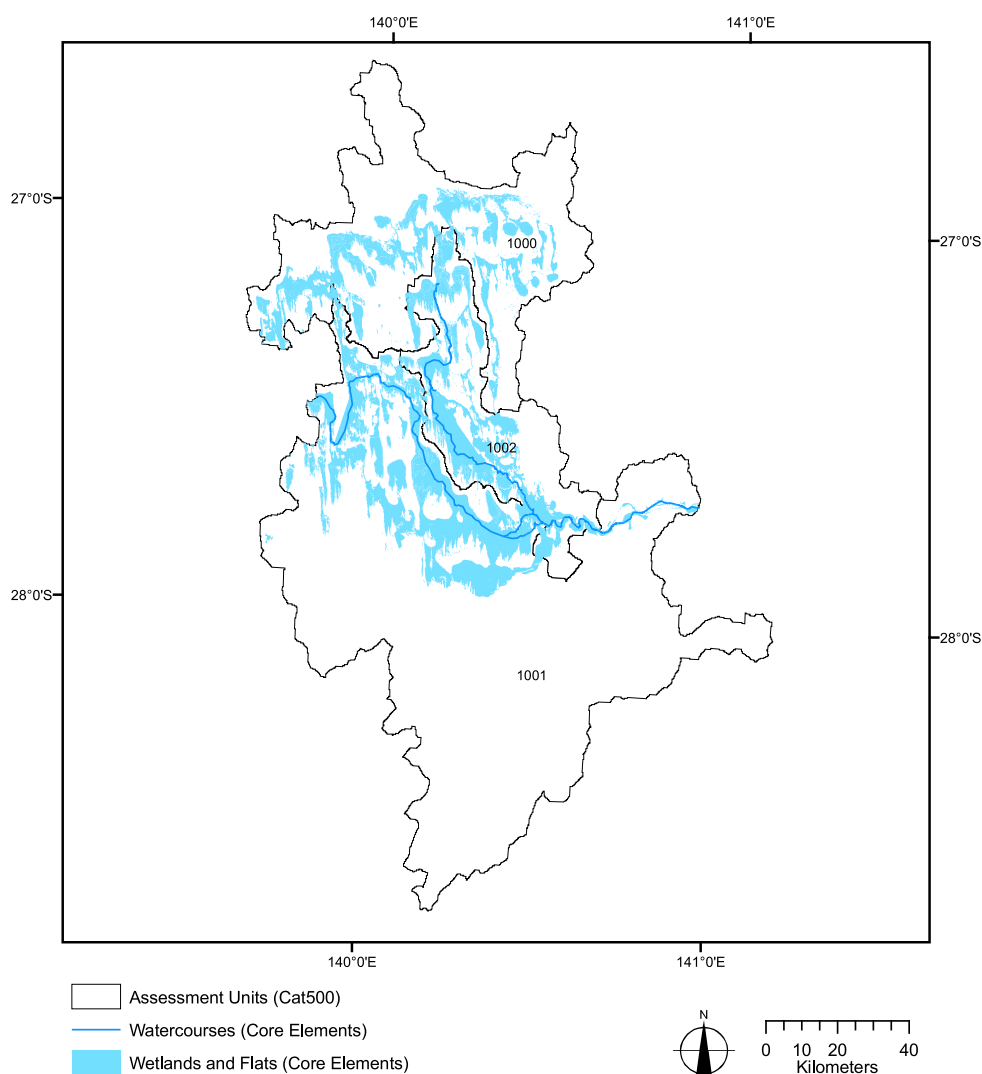 140°0'E 141°0'E
27°0'S
27°0'S
1000
1002
28°0'S
28°0'S
1001
140°0'E 141°0'E
Assessment Units (Cat500)
Watercourses (Core Elements)
Wetlands and Flats (Core Elements)
N
0 10 20 40
Kilometers